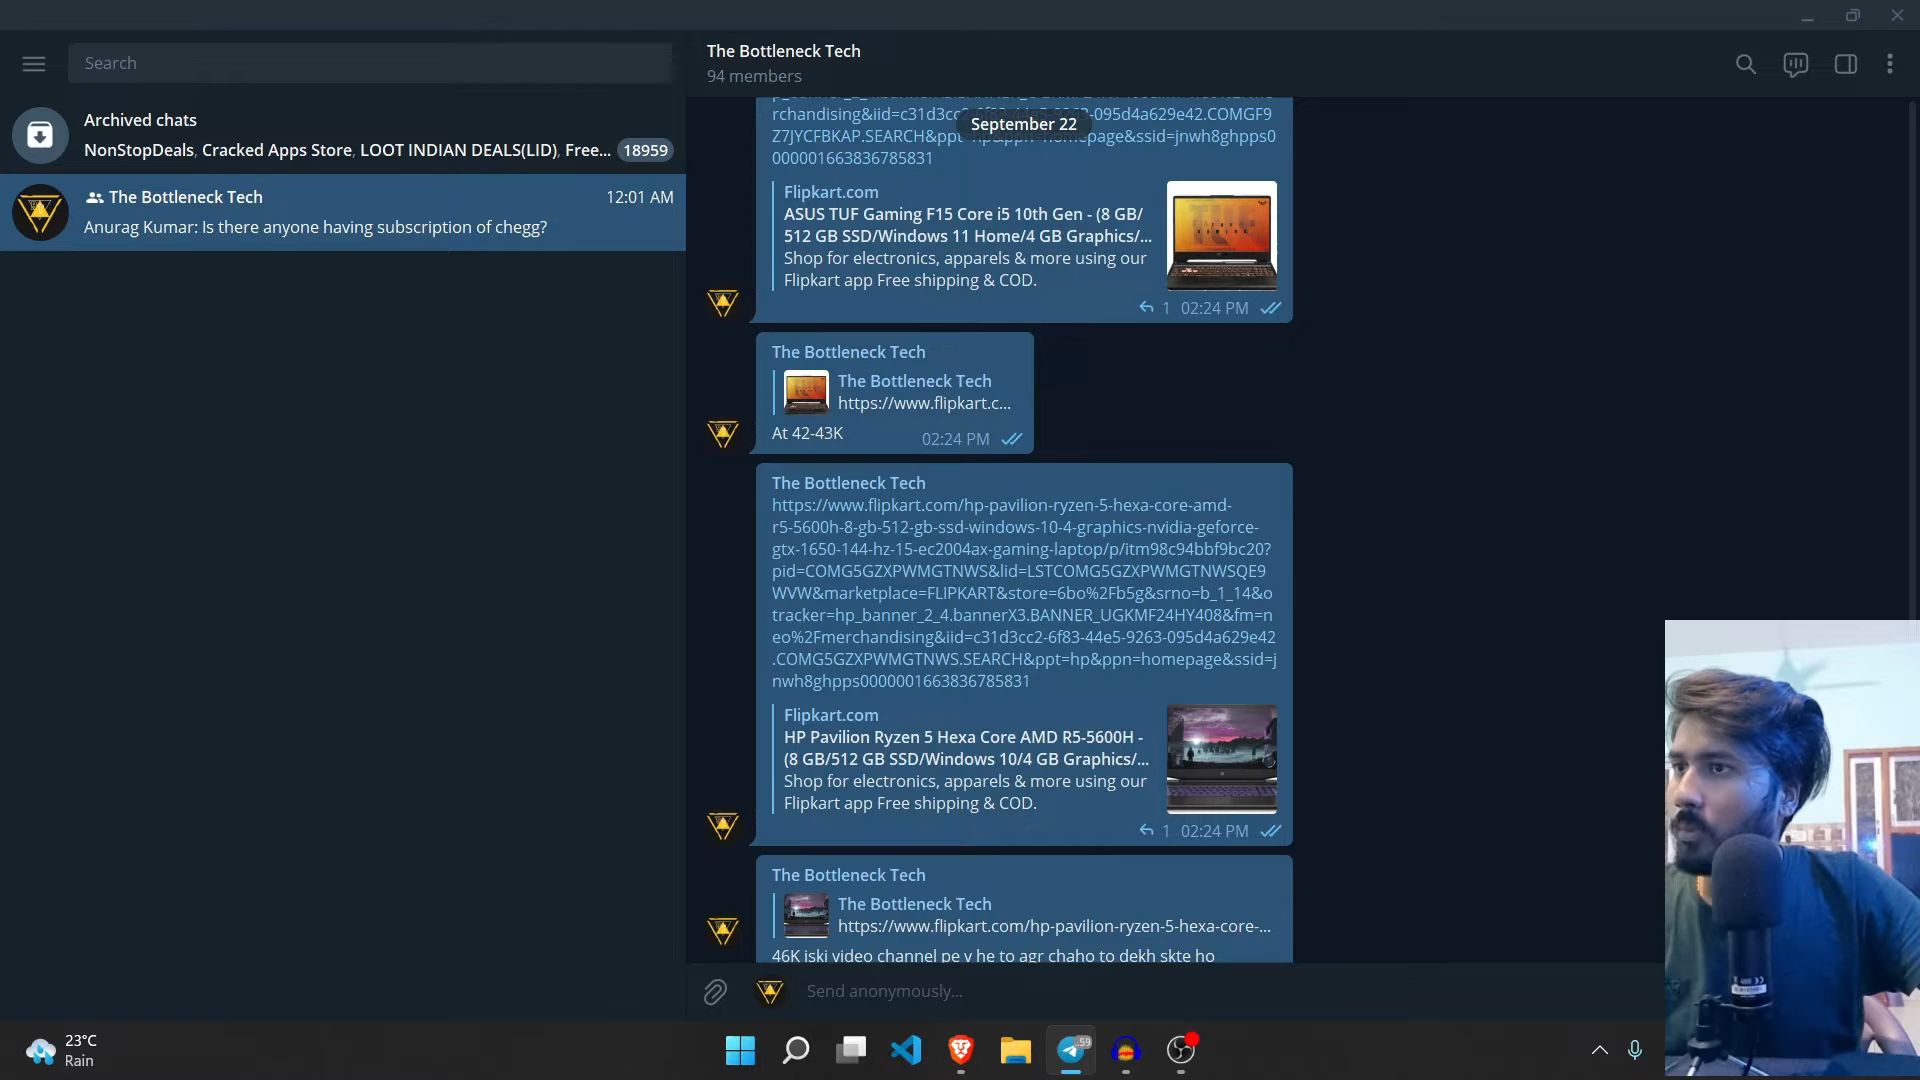 Search
Archived chats
NonStopDeals, Cracked Apps Store, LOOT INDIAN DEALS(LID), Free... 18959
The Bottleneck Tech 12:01 AM
Anurag Kumar: Is there anyone having subscription of chegg?
The Bottleneck Tech
94 members
September 22
rchandising&iid=c31d3cc2-6f83-44e5-9263-095d4a629e42.COMGF9
Z7JYCFBKAP.SEARCH&ppt=hp&ppn=homepage&ssid=jnwh8ghpps0
000001663836785831
Flipkart.com
ASUS TUF Gaming F15 Core i5 10th Gen - (8 GB/
512 GB SSD/Windows 11 Home/4 GB Graphics/...
Shop for electronics, apparels & more using our
Flipkart app Free shipping & COD.
1 02:24 PM
The Bottleneck Tech
The Bottleneck Tech
https://www.flipkart.c...
At 42-43K 02:24 PM
The Bottleneck Tech
https://www.flipkart.com/hp-pavilion-ryzen-5-hexa-core-amd-
r5-5600h-8-gb-512-gb-ssd-windows-10-4-graphics-nvidia-geforce-
gtx-1650-144-hz-15-ec2004ax-gaming-laptop/p/itm98c94bbf9bc20?
pid=COMG5GZXPWMGTNWS&lid=LSTCOMG5GZXPWMGTNWSQE9
WVW&marketplace=FLIPKART&store=6bo%2Fb5g&srno=b_1_14&o
tracker=hp_banner_2_4.bannerX3.BANNER_UGKMF24HY408&fm=n
eo%2Fmerchandising&iid=c31d3cc2-6f83-44e5-9263-095d4a629e42
.COMG5GZXPWMGTNWS.SEARCH&ppt=hp&ppn=homepage&ssid=j
nwh8ghpps0000001663836785831
Flipkart.com
HP Pavilion Ryzen 5 Hexa Core AMD R5-5600H -
(8 GB/512 GB SSD/Windows 10/4 GB Graphics/...
Shop for electronics, apparels & more using our
Flipkart app Free shipping & COD.
1 02:24 PM
The Bottleneck Tech
The Bottleneck Tech
https://www.flipkart.com/hp-pavilion-ryzen-5-hexa-core-...
46K iski video channel pe v he to agr chaho to dekh skte ho
Send anonymously...
23°C
Rain